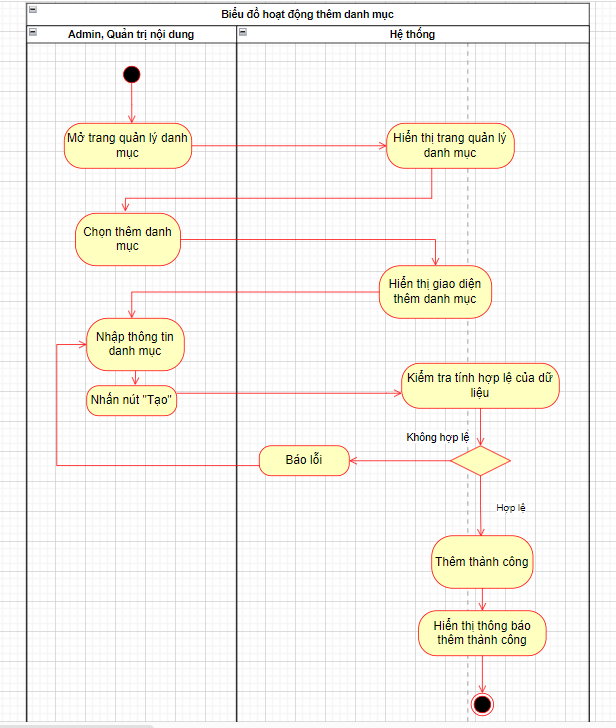 Biểu đồ hoạt động thêm danh mục
Admin, Quản trị nội dung
Hệ thống
Mở trang quản lý danh
mục
Hiển thị trang quản lý
danh mục
Chọn thêm danh
mục
Hiển thị giao diện
thêm danh mục
Nhập thông tin
danh mục
Nhấn nút "Tạo"
Kiểm tra tính hợp lệ của dữ
liệu
Không hợp lệ
Báo lỗi
Hợp lệ
Thêm thành công
Hiển thị thông báo
thêm thành công